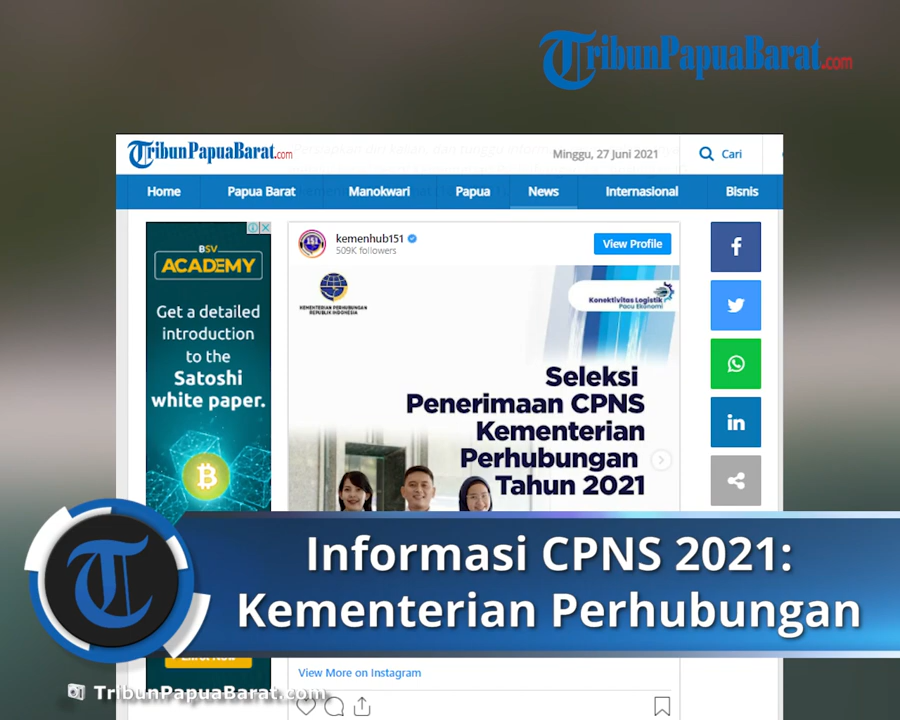 TribunPapuaBarat.com
TribunPapuaBarat.com
Minggu, 27 Juni 2021
Cari
Home
Papua Barat
Manokwari
Papua
News
Internasional
Bisnis
BSV
ACADEMY
Get a detailed
introduction
to the
Satoshi
white paper.
kemenhub151
509K followers
View Profile
KEMENTERIAN PERHUBUNGAN
REPUBLIK INDONESIA
Konektivitas Logistik
Pacu Ekonomi
Seleksi
Penerimaan CPNS
Kementerian
Perhubungan
Tahun 2021
Informasi CPNS 2021:
Kementerian Perhubungan
View More on Instagram
TribunPapuaBarat.com